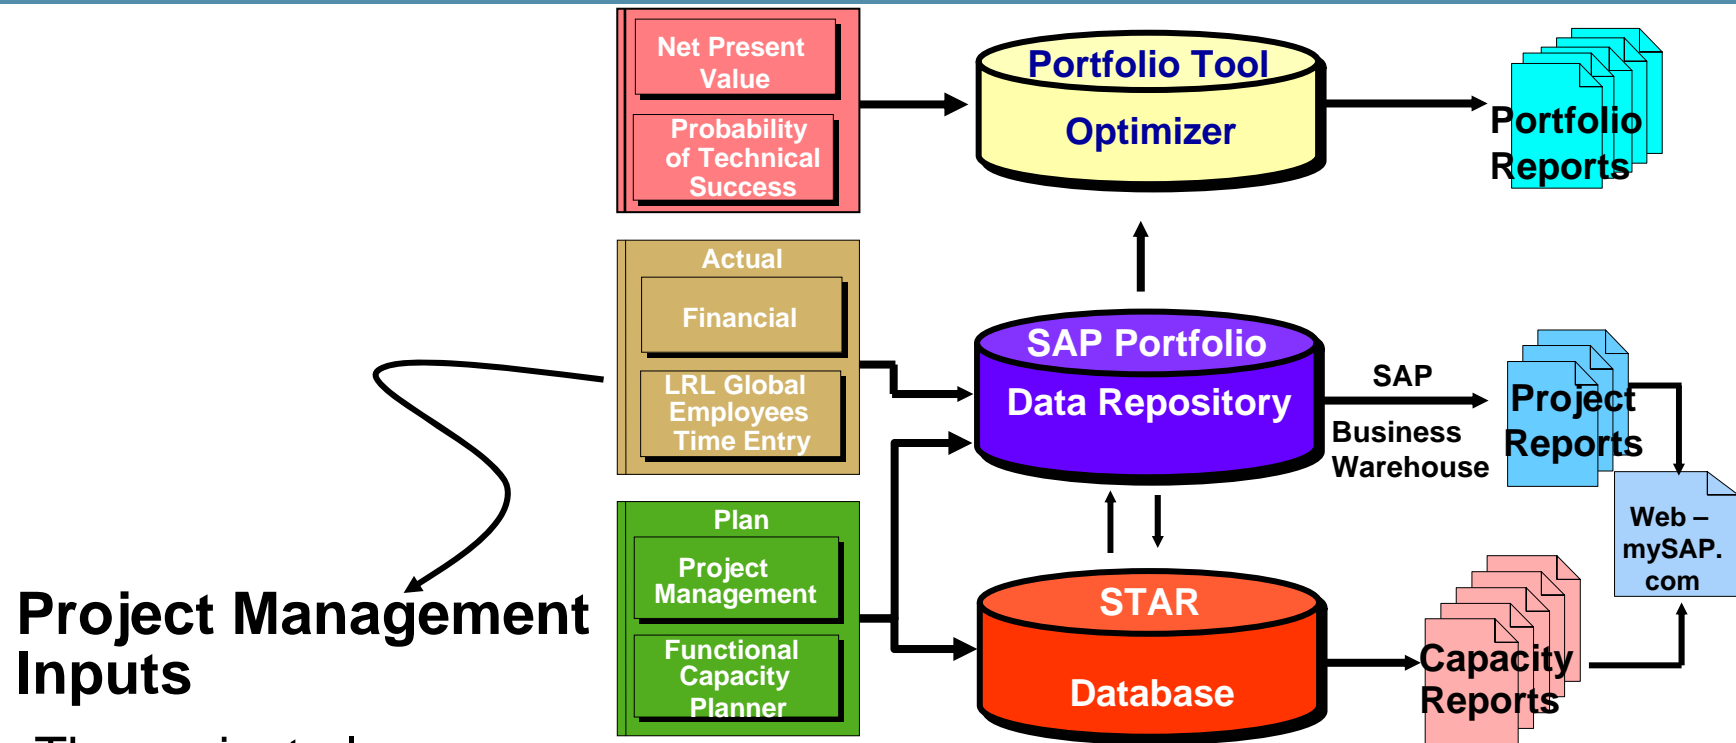 Net Present
Value
Probability
of Technical
Success
Portfolio Tool
Optimizer
Portfolio
Reports
Actual
Financial
LRL Global
Employees
Time Entry
SAP Portfolio
Data Repository
SAP
Business
Warehouse
Project
Reports
Web –
mySAP.
com
Plan
Project
Management
Functional
Capacity
Planner
STAR
Database
Capacity
Reports
Project Management
Inputs